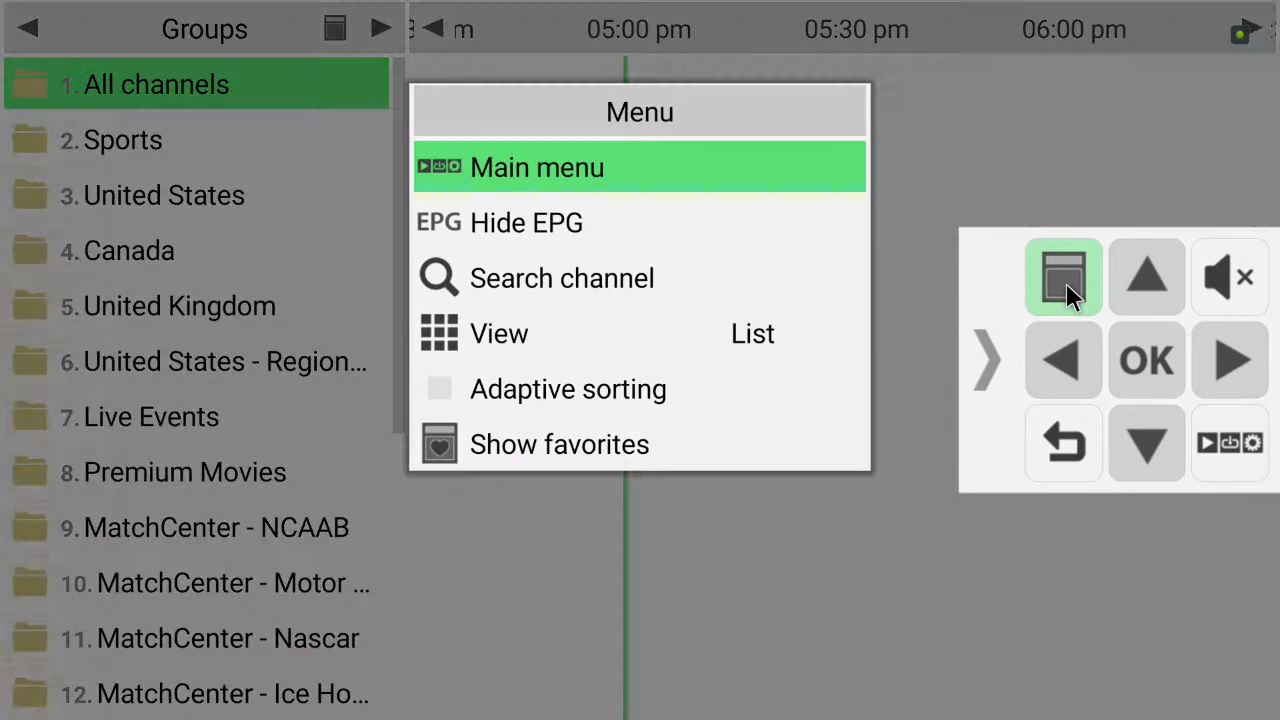 Groups
m
05:00 pm
05:30 pm
06:00 pm
1. All channels
2. Sports
3. United States
4. Canada
5. United Kingdom
6. United States - Region...
7. Live Events
8. Premium Movies
9. MatchCenter - NCAAB
10. MatchCenter - Motor ...
11. MatchCenter - Nascar
12. MatchCenter - Ice Ho...
Menu
Main menu
EPG Hide EPG
Search channel
View List
Adaptive sorting
Show favorites
OK